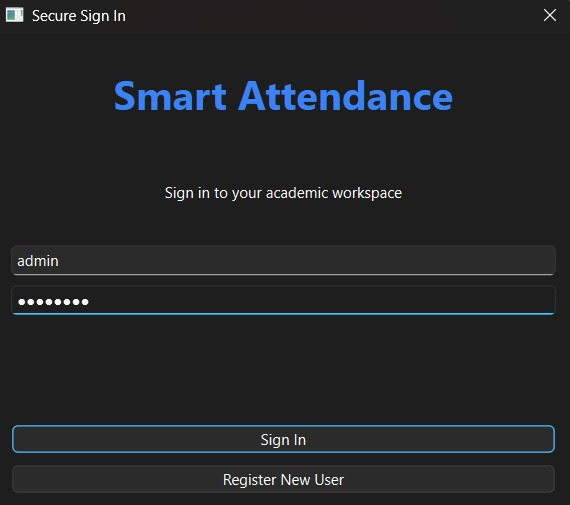 Secure Sign In
Smart Attendance
Sign in to your academic workspace
admin
●●●●●●●●
Sign In
Register New User